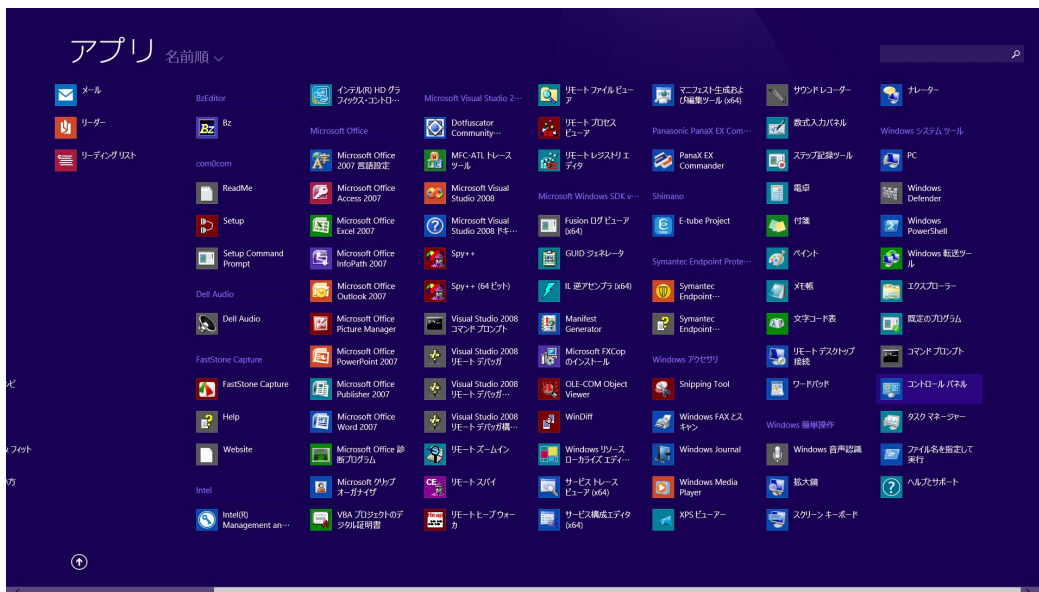 アプリ 名前順
メール
リーダー
リーディング リスト
ンビ
& フィット
い方
BzEditor
Bz
com0com
ReadMe
Setup
Setup Command
Prompt
Dell Audio
Dell Audio
FastStone Capture
FastStone Capture
Help
Website
Intel
Intel(R)
Management an…
インテル(R) HD グラ
フィックス・コントロ…
Microsoft Office
Microsoft Office
2007 言語設定
Microsoft Office
Access 2007
Microsoft Office
Excel 2007
Microsoft Office
InfoPath 2007
Microsoft Office
Outlook 2007
Microsoft Office
Picture Manager
Microsoft Office
PowerPoint 2007
Microsoft Office
Publisher 2007
Microsoft Office
Word 2007
Microsoft Office 診
断プログラム
Microsoft クリップ
オーガナイザ
VBA プロジェクトのデ
ジタル証明書
Microsoft Visual Studio 2…
Dotfuscator
Community…
MFC-ATL トレース
ツール
Microsoft Visual
Studio 2008
Microsoft Visual
Studio 2008 ドキ…
Spy++
Spy++ (64 ビット)
Visual Studio 2008
コマンド プロンプト
Visual Studio 2008
リモート デバッガ
Visual Studio 2008
リモート デバッガ…
Visual Studio 2008
リモート デバッガ構…
リモート ズームイン
リモート スパイ
リモート ヒープ ウォー
カ
リモート ファイル ビュー
ア
リモート プロセス
ビューア
リモート レジストリ エ
ディタ
Microsoft Windows SDK v…
Fusion ログ ビューア
(x64)
GUID ジェネレータ
IL 逆アセンブラ (x64)
Manifest
Generator
Microsoft FXCop
のインストール
OLE-COM Object
Viewer
WinDiff
Windows リソース
ローカライズ エディ…
サービス トレース
ビューア (x64)
サービス構成エディタ
(x64)
マニフェスト生成およ
び編集ツール (x64)
Panasonic PanaX EX Com…
PanaX EX
Commander
Shimano
E-tube Project
Symantec Endpoint Prote…
Symantec
Endpoint…
Symantec
Endpoint…
Windows アクセサリ
Snipping Tool
Windows FAX とス
キャン
Windows Journal
Windows Media
Player
XPS ビューアー
サウンド レコーダー
数式入力パネル
ステップ記録ツール
電卓
付箋
ペイント
メモ帳
文字コード表
リモート デスクトップ
接続
ワードパッド
Windows 簡単操作
Windows 音声認識
拡大鏡
スクリーン キーボード
ナレーター
Windows システム ツール
PC
Windows
Defender
Windows
PowerShell
Windows 転送ツー
ル
エクスプローラー
既定のプログラム
コマンド プロンプト
コントロール パネル
タスク マネージャー
ファイル名を指定して
実行
ヘルプとサポート